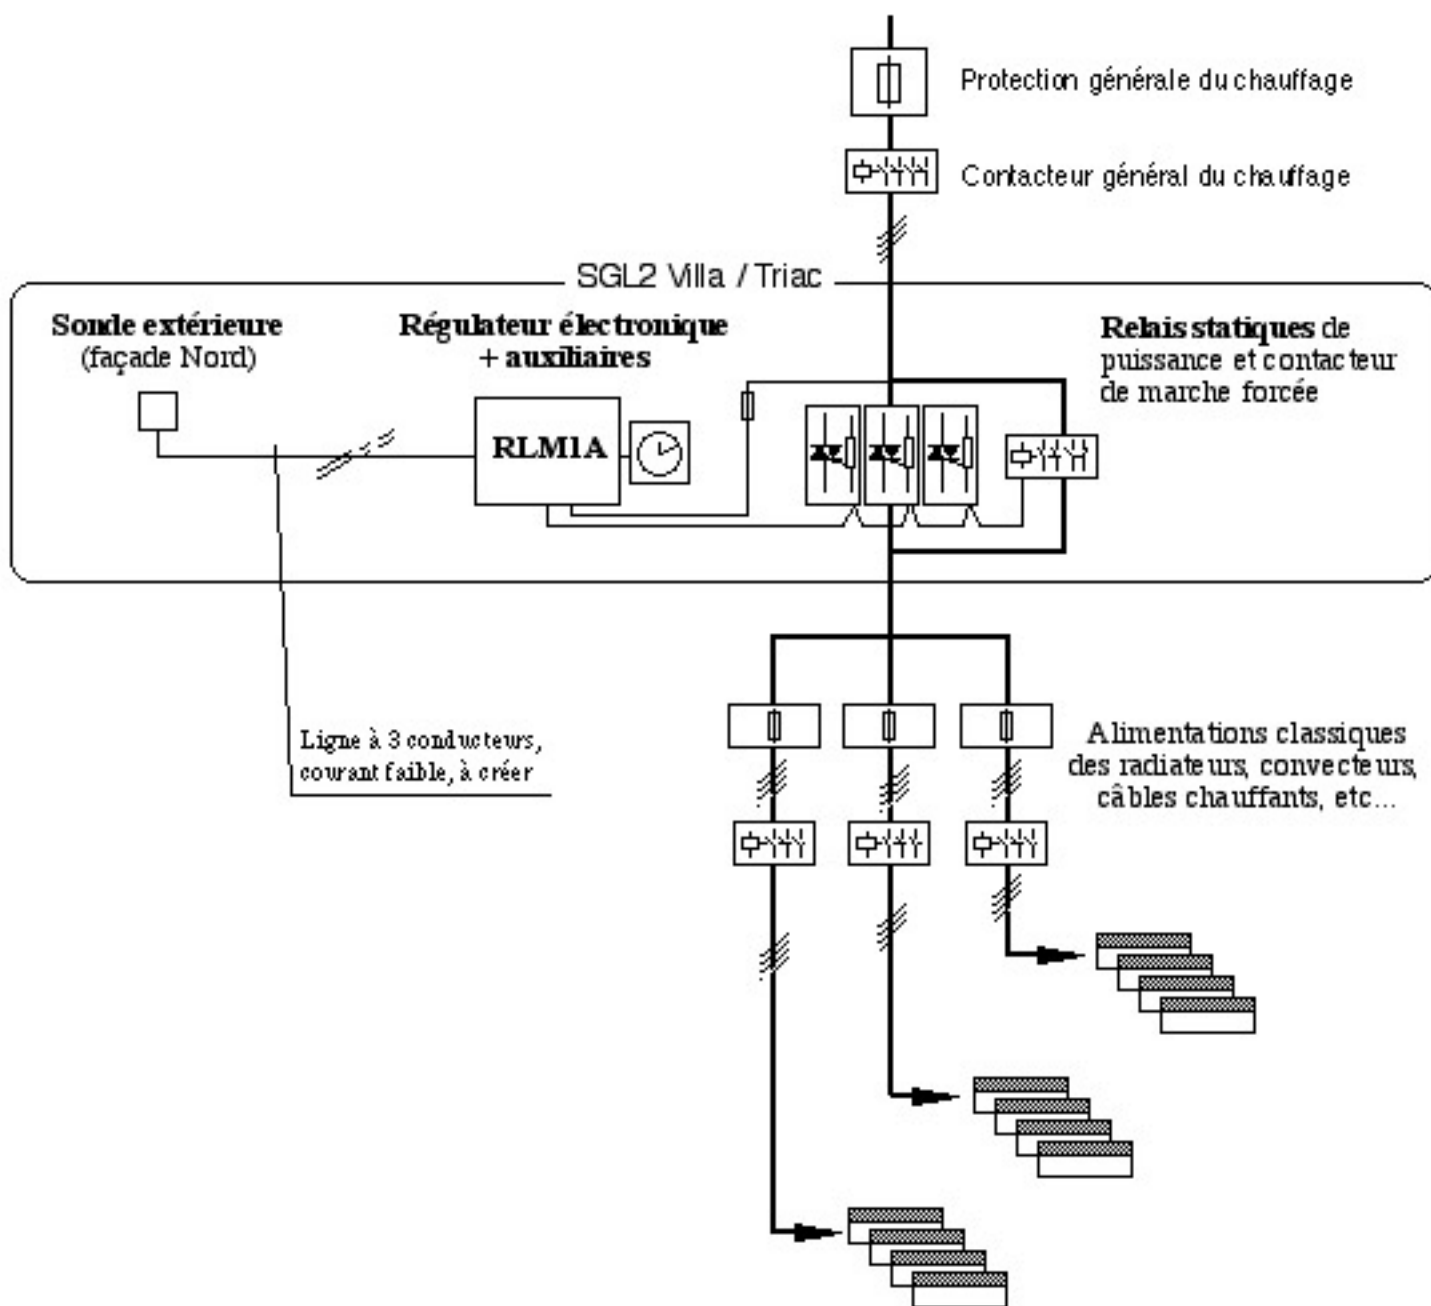 Protection générale du chauffage
Contacteur général du chauffage
SGL2 Villa / Triac
Sonde extérieure
(façade Nord)
Régulateur électronique
+ auxiliaires
Relais statiques de
puissance et contacteur
de marche forcée
RLM1A
Ligne à 3 conducteurs,
courant faible, à créer
Alimentations classiques
des radiateurs, convecteurs,
câbles chauffants, etc...